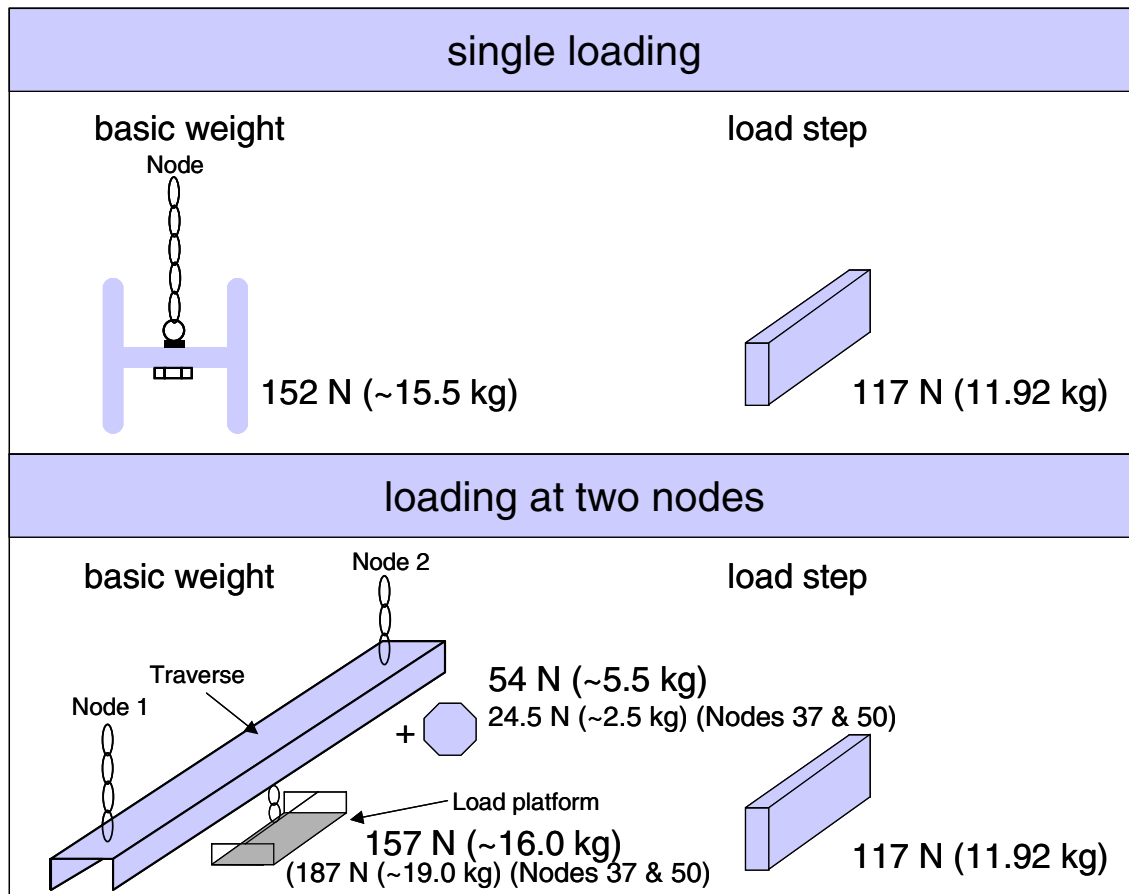 single loading
basic weight
load step
Node
152 N (~15.5 kg)
117 N (11.92 kg)
loading at two nodes
basic weight
Node 2
load step
Traverse
Node 1
54 N (~5.5 kg)
+
24.5 N (~2.5 kg) (Nodes 37 & 50)
Load platform
157 N (~16.0 kg)
(187 N (~19.0 kg) (Nodes 37 & 50)
117 N (11.92 kg)